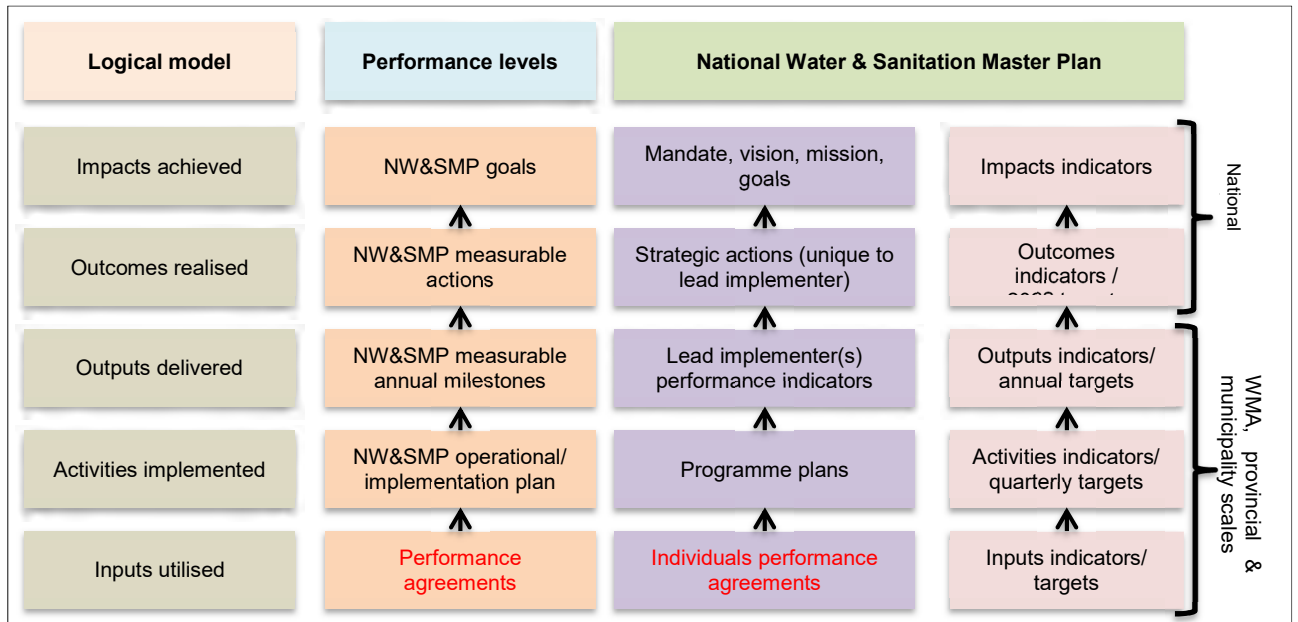 Logical model
Performance levels
National Water & Sanitation Master Plan
Impacts achieved
NW&SMP goals
Mandate, vision, mission,
goals
Impacts indicators
National
Outcomes realised
NW&SMP measurable
actions
Strategic actions (unique to
lead implementer)
Outcomes
indicators /
Outputs delivered
NW&SMP measurable
annual milestones
Lead implementer(s)
performance indicators
Outputs indicators/
annual targets
WMA, provincial &
municipality scales
Activities implemented
NW&SMP operational/
implementation plan
Programme plans
Activities indicators/
quarterly targets
Inputs utilised
Performance
agreements
Individuals performance
agreements
Inputs indicators/
targets